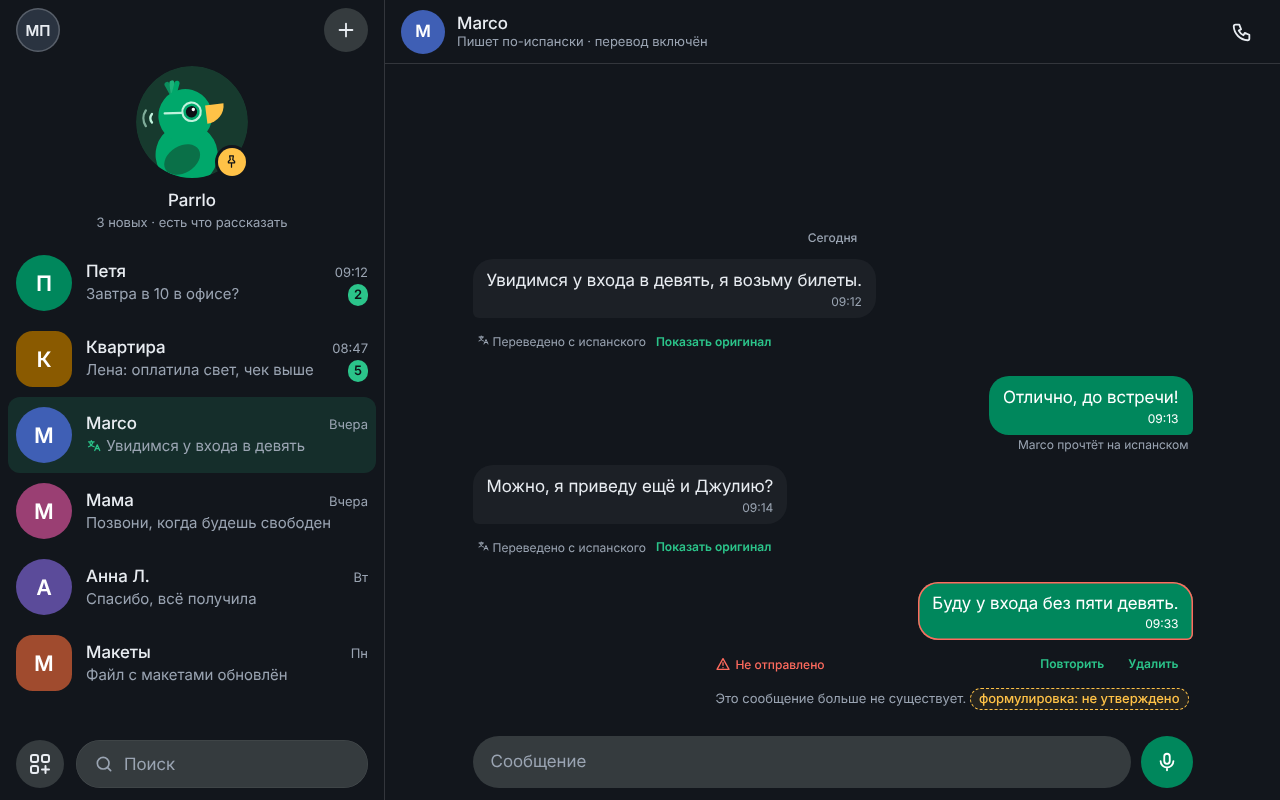 МП
Parrlo
3 новых · есть что рассказать
П
Петя
09:12
Завтра в 10 в офисе?
2
К
Квартира
08:47
Лена: оплатила свет, чек выше
5
M
Marco
Вчера
Увидимся у входа в девять
М
Мама
Вчера
Позвони, когда будешь свободен
А
Анна Л.
Вт
Спасибо, всё получила
М
Макеты
Пн
Файл с макетами обновлён
Поиск
M
Marco
Пишет по-испански · перевод включён
Сегодня
Увидимся у входа в девять, я возьму билеты.
09:12
Переведено с испанского Показать оригинал
Отлично, до встречи!
09:13
Marco прочтёт на испанском
Можно, я приведу ещё и Джулию?
09:14
Переведено с испанского Показать оригинал
Буду у входа без пяти девять.
09:33
Не отправлено Повторить Удалить
Это сообщение больше не существует. формулировка: не утверждено
Сообщение